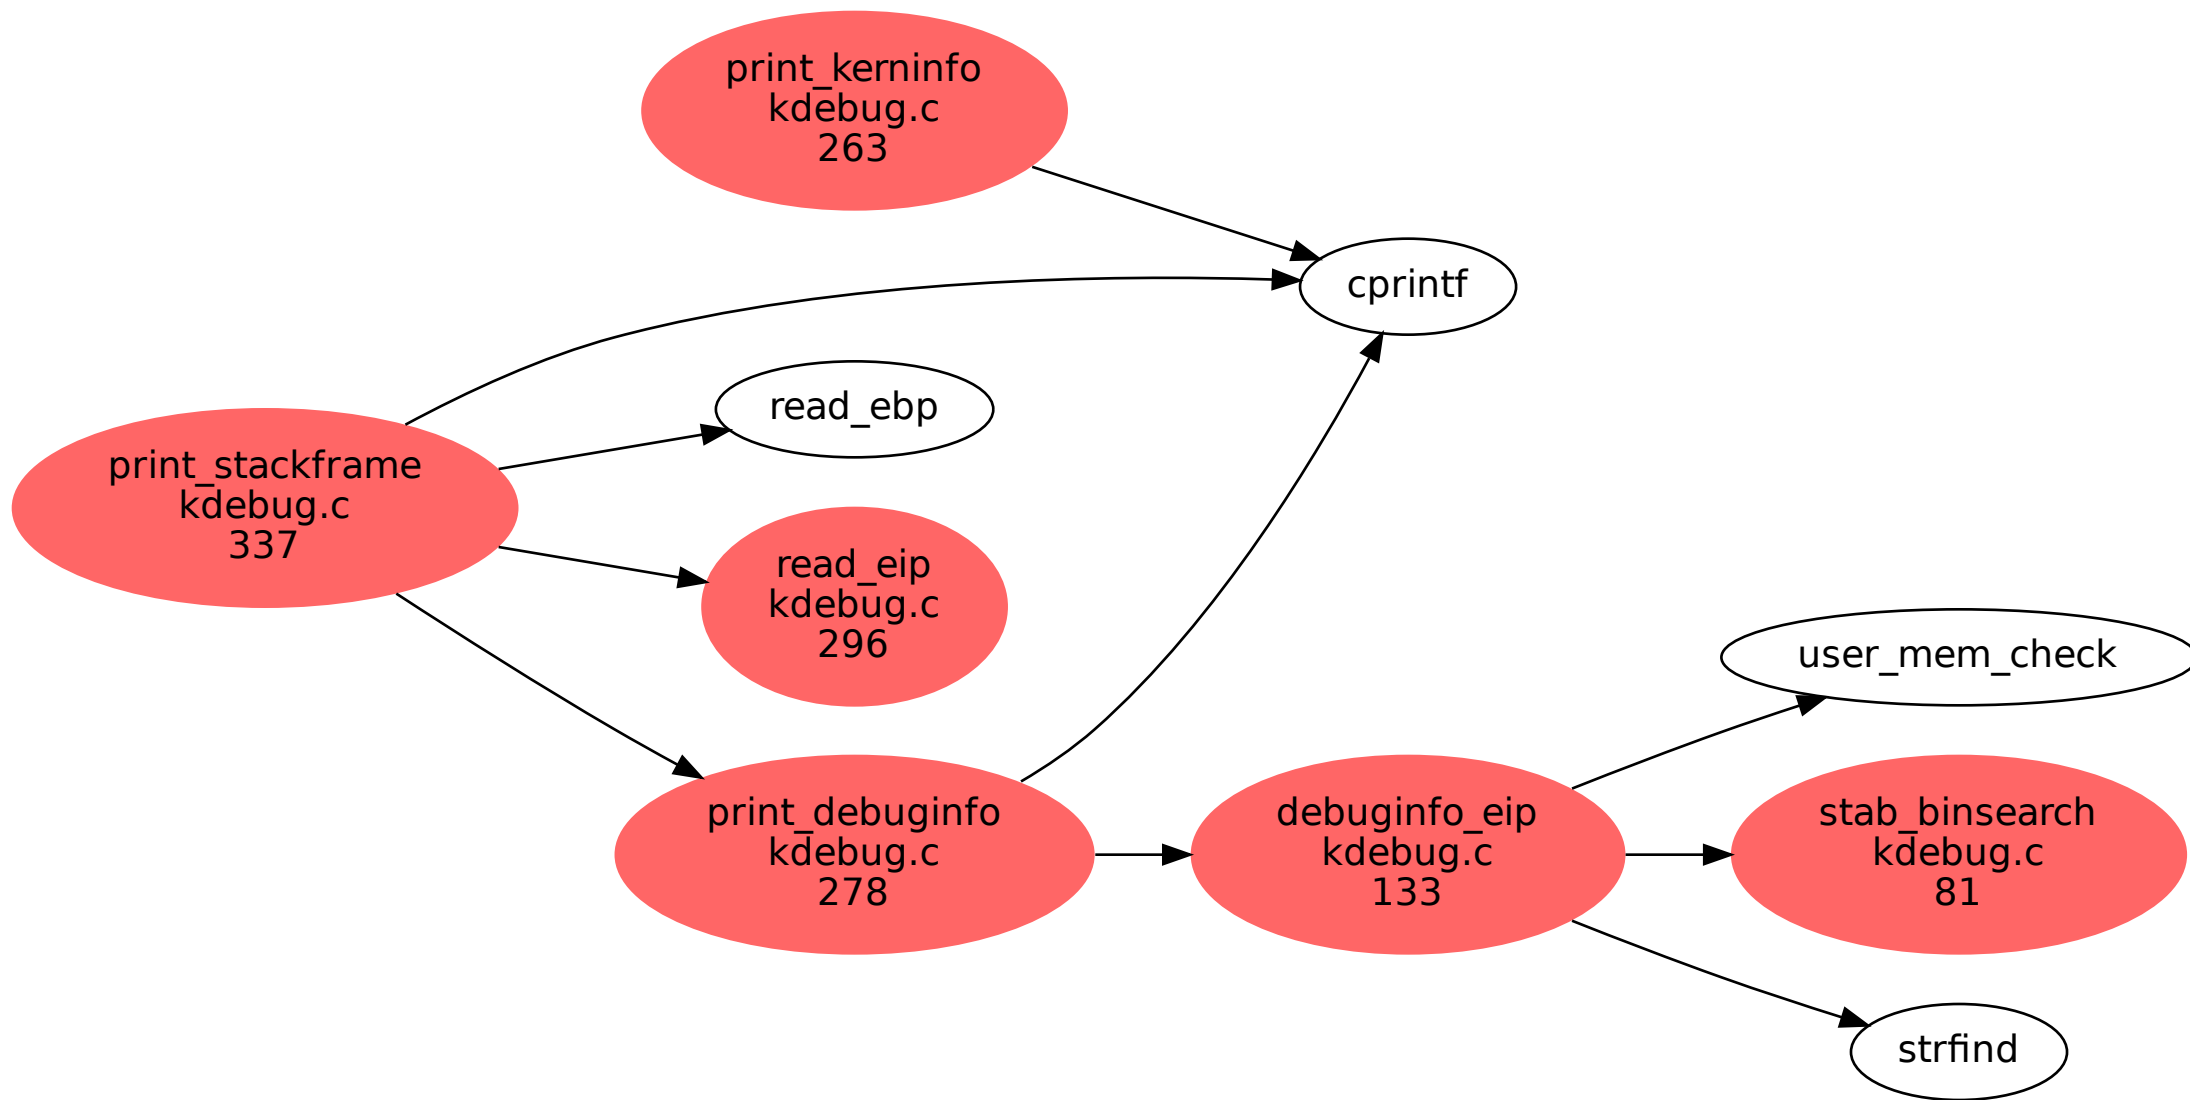 print_kerninfo
kdebug.c
263
cprintf
read_ebp
print_stackframe
kdebug.c
337
read_eip
kdebug.c
296
user_mem_check
print_debuginfo
kdebug.c
278
debuginfo_eip
kdebug.c
133
stab_binsearch
kdebug.c
81
strfind